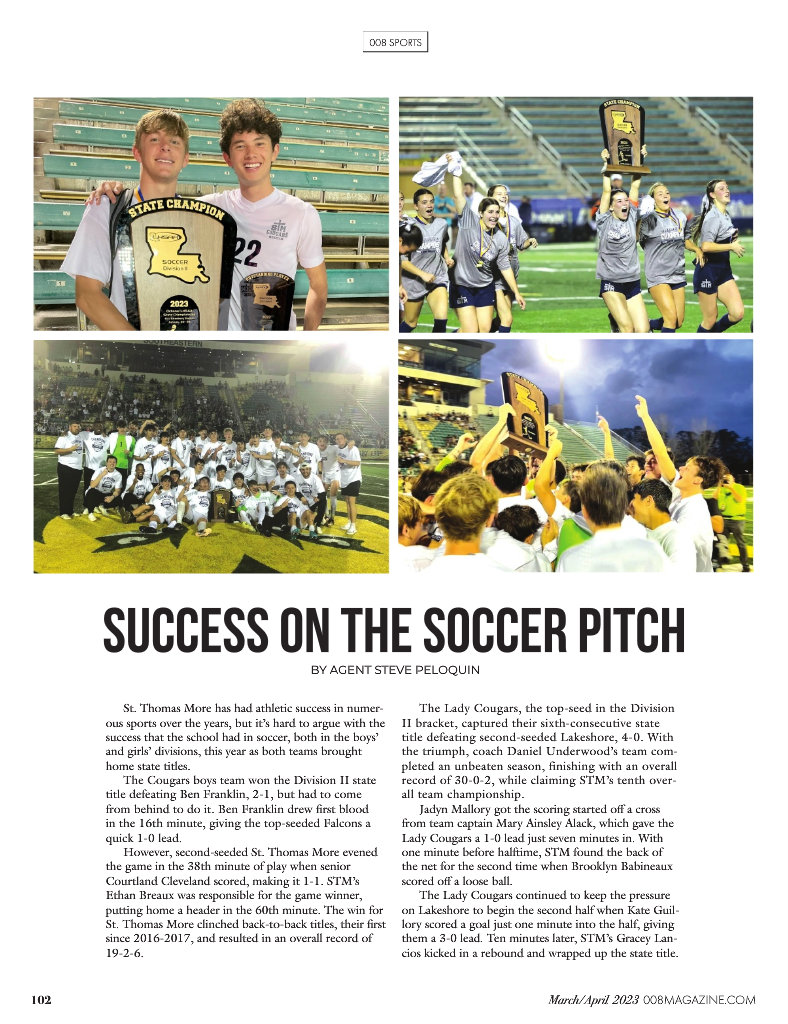 008 SPORTS
STATE CHAMPION
LHSAA
SOCCER
Division II
2023
22
STATE CHAMPION
SOUTHEASTERN
SUCCESS ON THE SOCCER PITCH
BY AGENT STEVE PELOQUIN
St. Thomas More has had athletic success in numer-
ous sports over the years, but it's hard to argue with the
success that the school had in soccer, both in the boys'
and girls' divisions, this year as both teams brought
home state titles.
The Cougars boys team won the Division II state
title defeating Ben Franklin, 2-1, but had to come
from behind to do it. Ben Franklin drew first blood
in the 16th minute, giving the top-seeded Falcons a
quick 1-0 lead.
However, second-seeded St. Thomas More evened
the game in the 38th minute of play when senior
Courtland Cleveland scored, making it 1-1. STM's
Ethan Breaux was responsible for the game winner,
putting home a header in the 60th minute. The win for
St. Thomas More clinched back-to-back titles, their first
since 2016-2017, and resulted in an overall record of
19-2-6.
The Lady Cougars, the top-seed in the Division
II bracket, captured their sixth-consecutive state
title defeating second-seeded Lakeshore, 4-0. With
the triumph, coach Daniel Underwood's team com-
pleted an unbeaten season, finishing with an overall
record of 30-0-2, while claiming STM's tenth over-
all team championship.
Jadyn Mallory got the scoring started off a cross
from team captain Mary Ainsley Alack, which gave the
Lady Cougars a 1-0 lead just seven minutes in. With
one minute before halftime, STM found the back of
the net for the second time when Brooklyn Babineaux
scored off a loose ball.
The Lady Cougars continued to keep the pressure
on Lakeshore to begin the second half when Kate Guil-
lory scored a goal just one minute into the half, giving
them a 3-0 lead. Ten minutes later, STM's Gracey Lan-
cios kicked in a rebound and wrapped up the state title.
102
March/April 2023 008MAGAZINE.COM